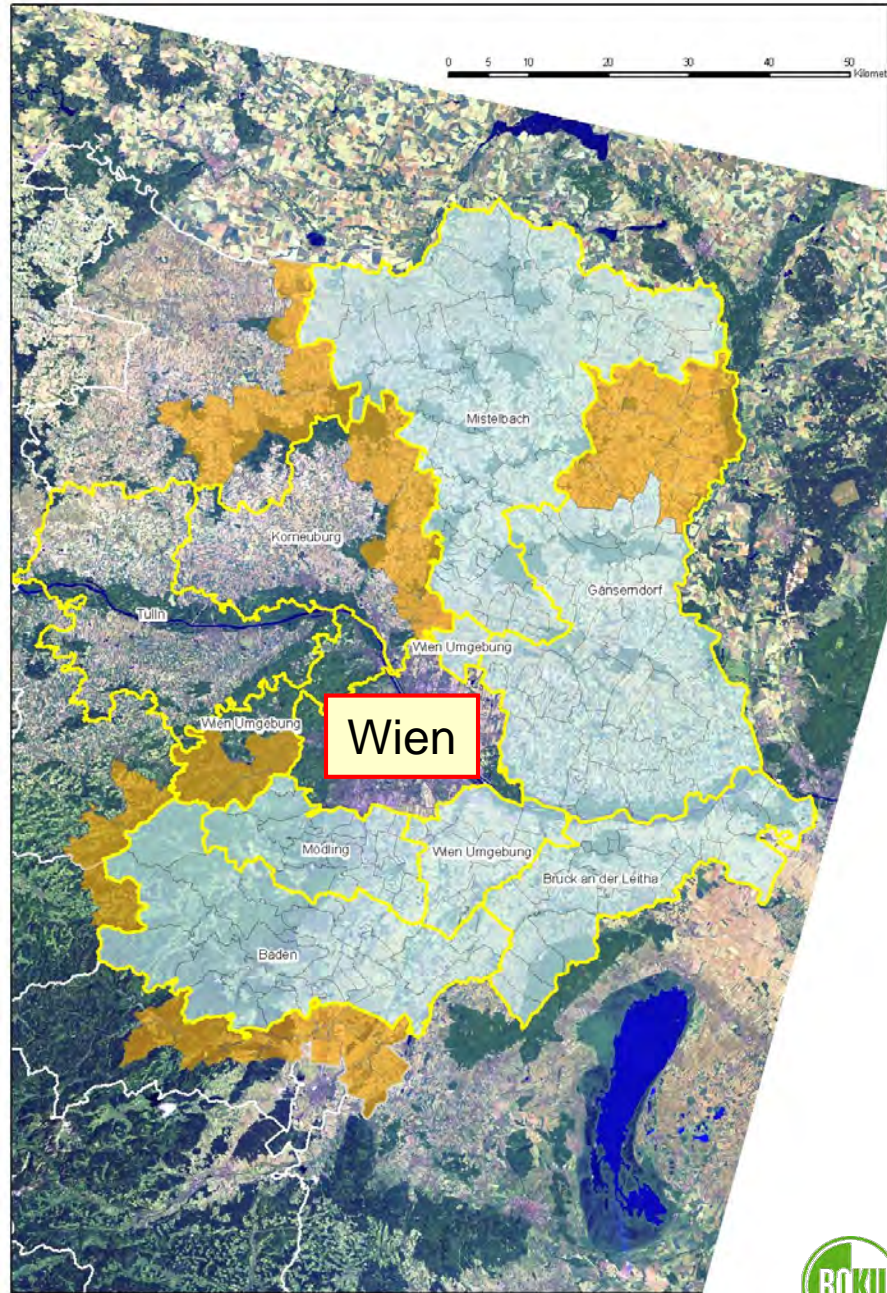 0 5 10 20 30 40 50
Kilomet
Mistelbach
Korneuburg
Gänserndorf
Tulln
Wien Umgebung
Wien Umgebung
Wien
Mödling
Wien Umgebung
Bruck an der Leitha
Baden
BOKU